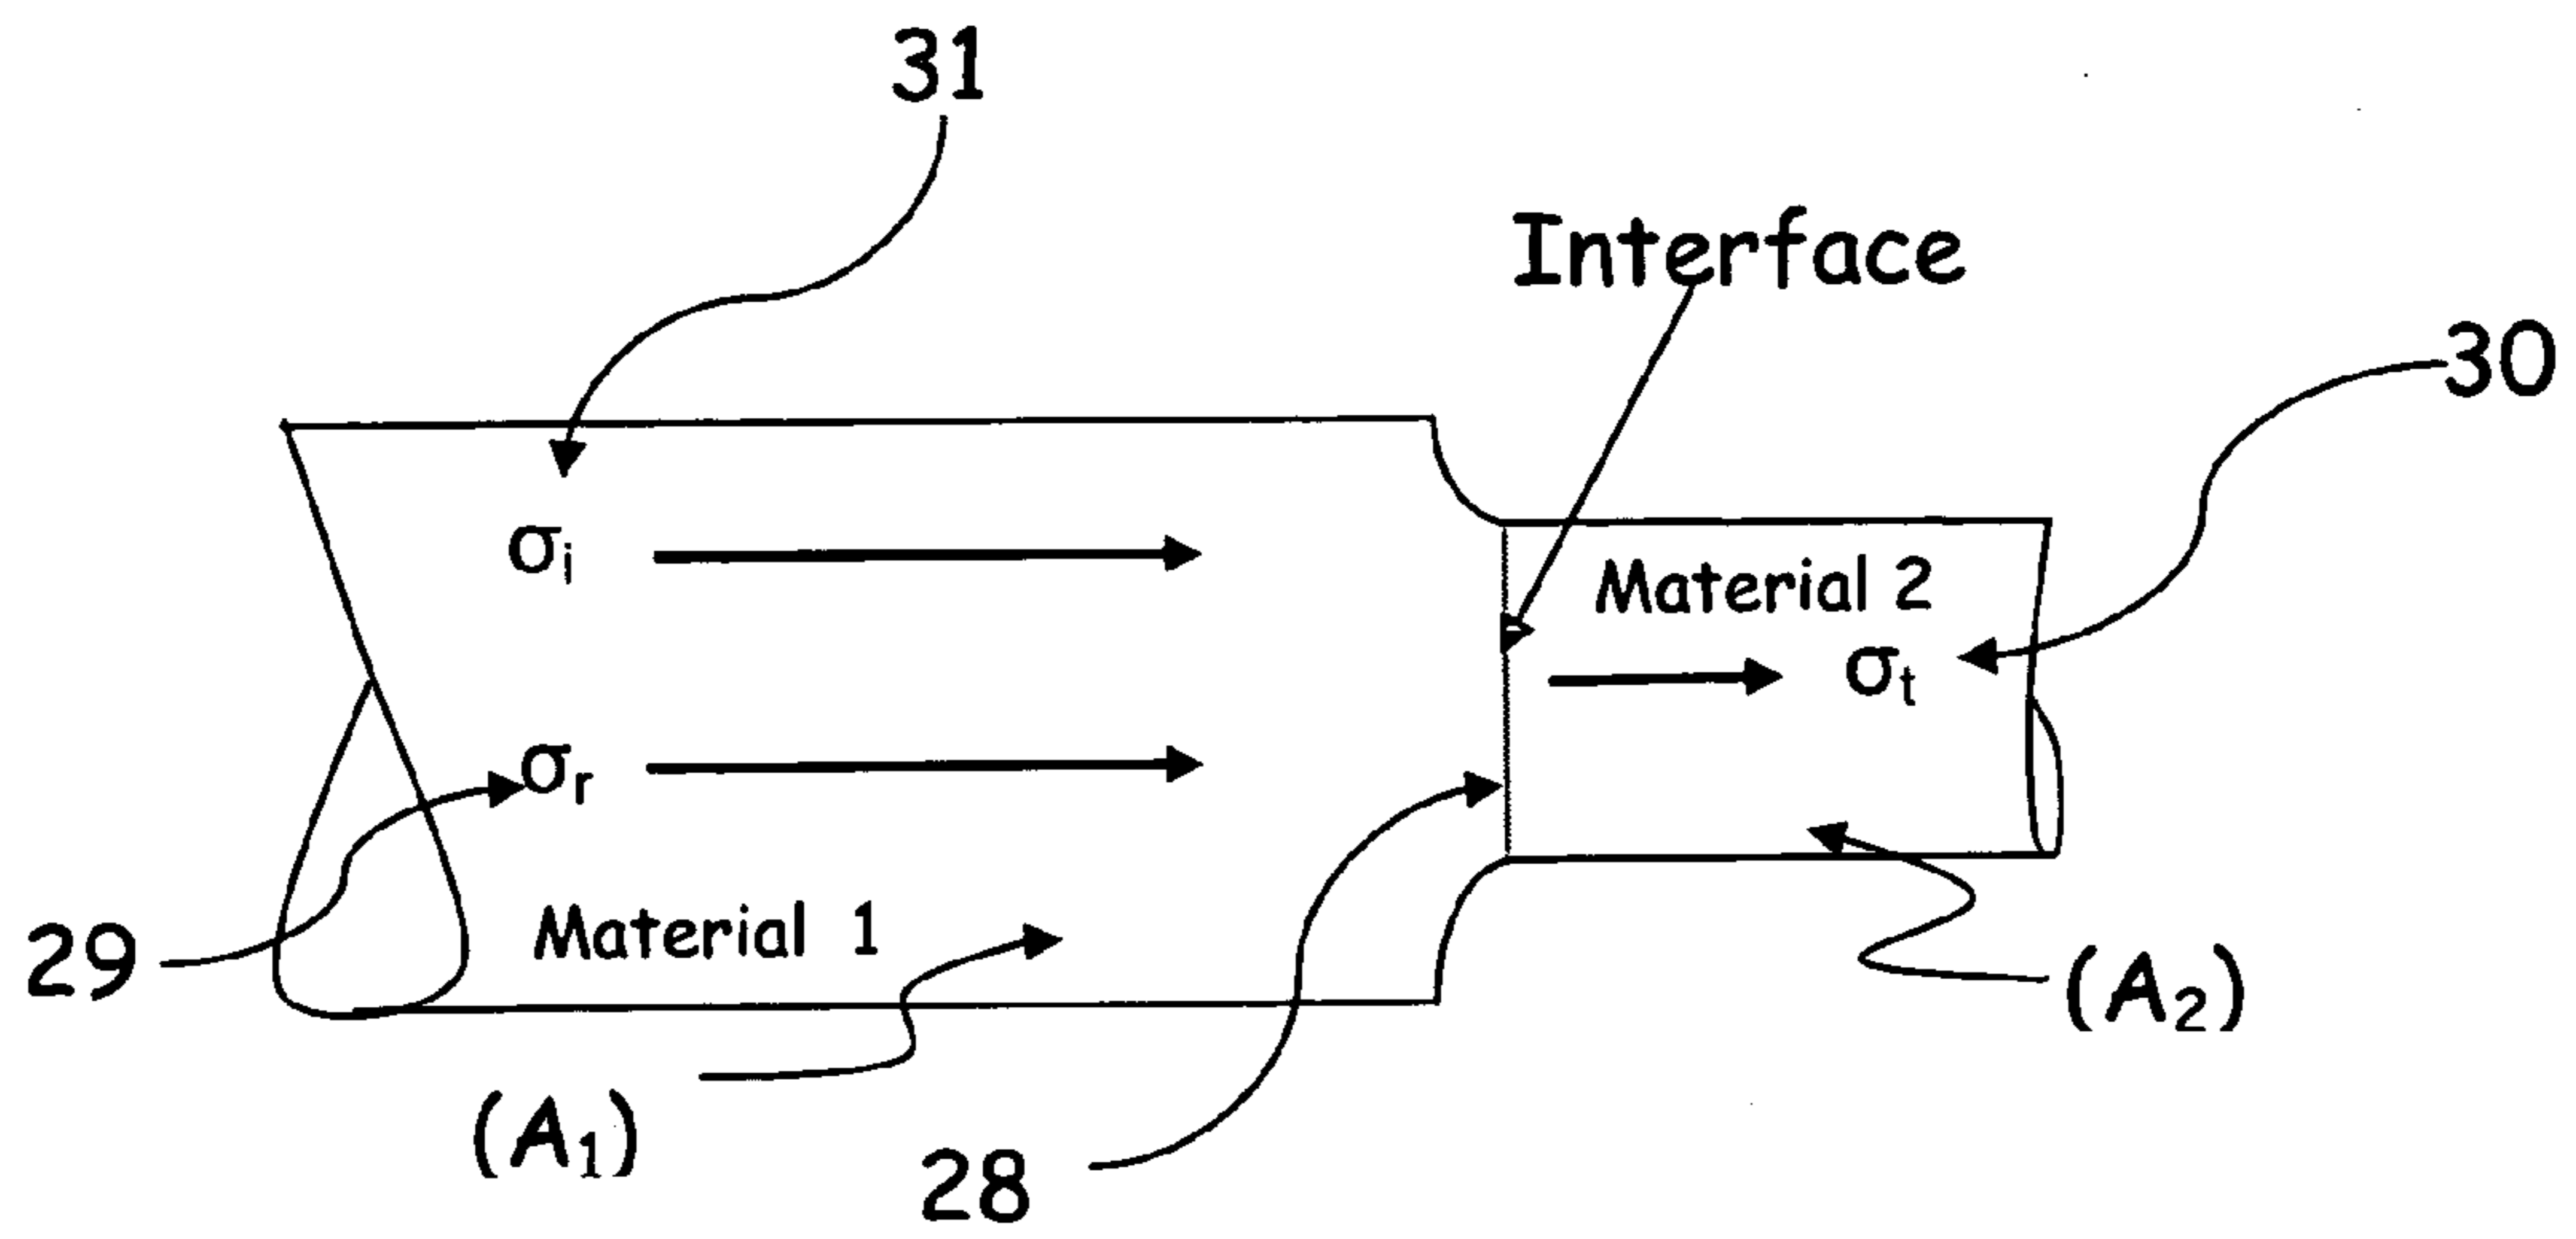 31
Interface
30
σi
Material 2
σt
σr
29
Material 1
(A1)
(A2)
28